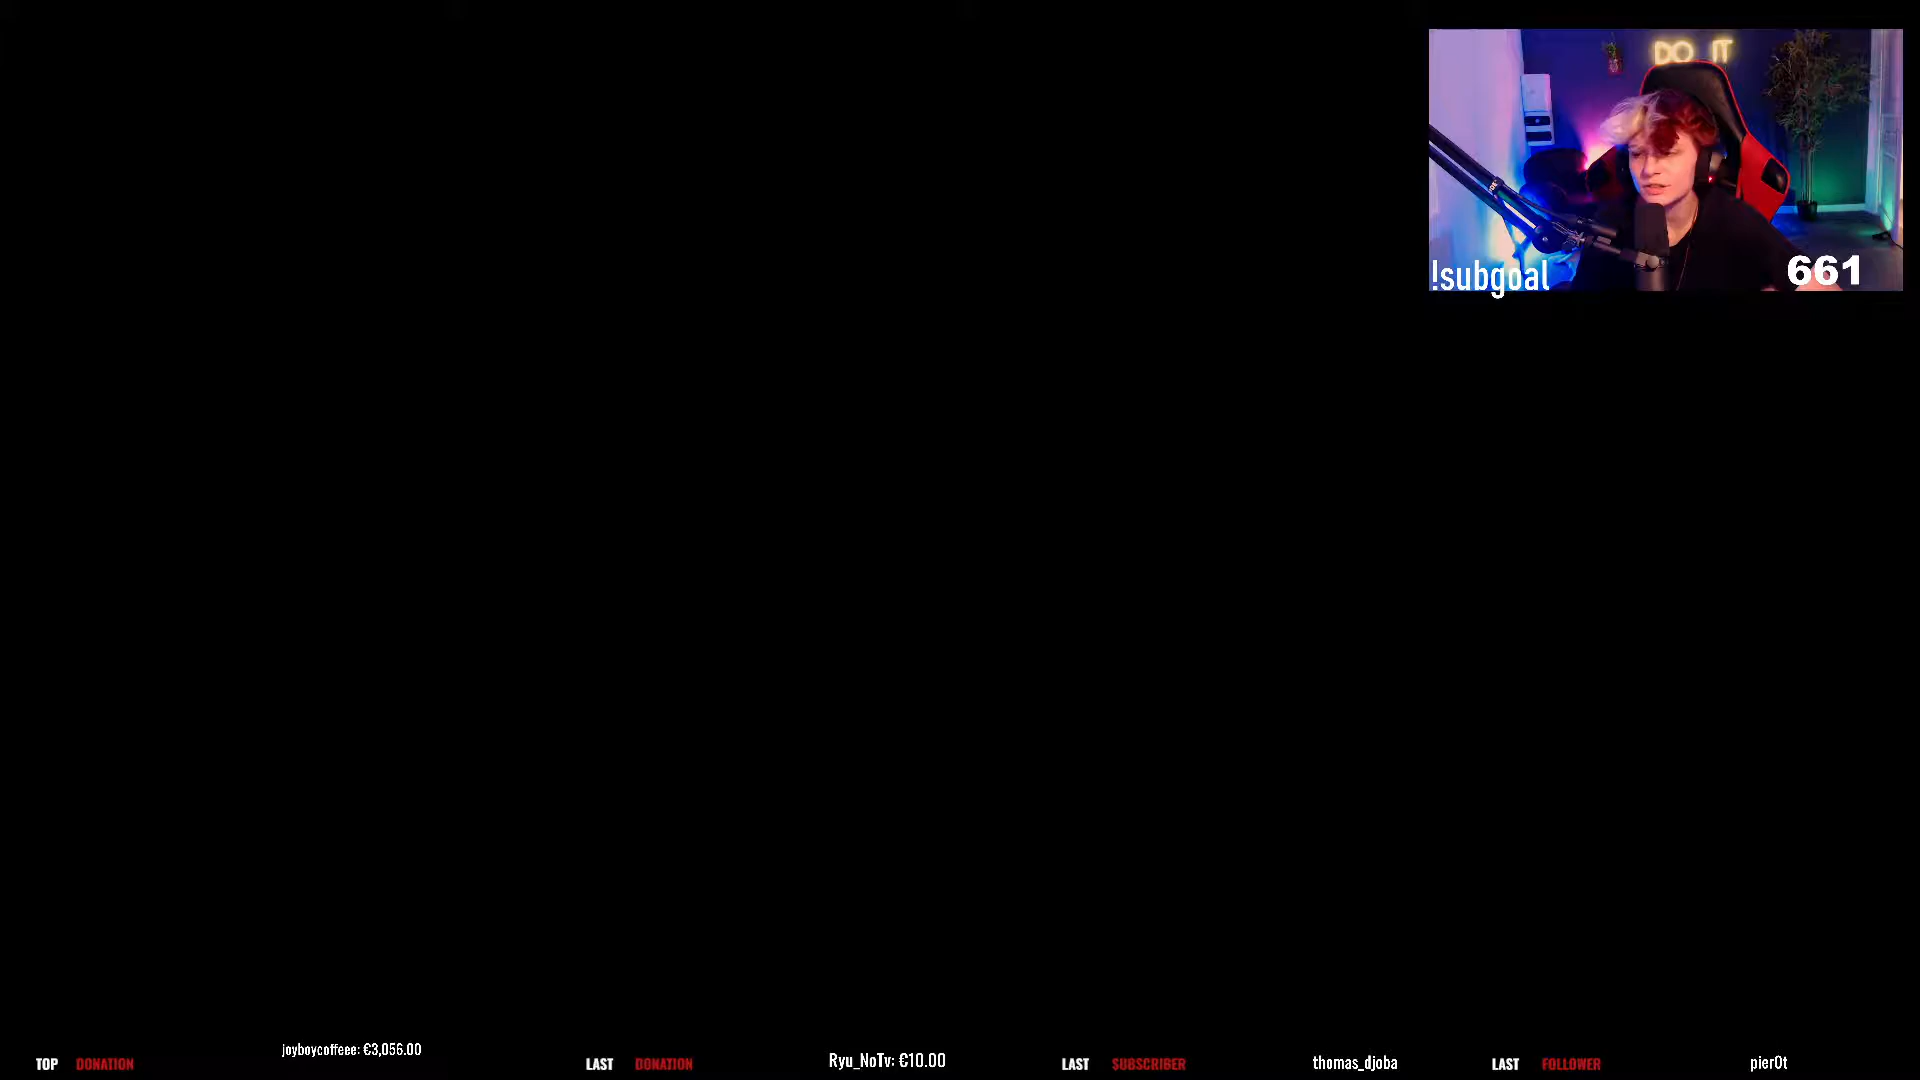 DO IT
!subgoal
661
TOP DONATION joyboycoffeee: €3,056.00 LAST DONATION Ryu_NoTv: €10.00 LAST SUBSCRIBER thomas_djoba LAST FOLLOWER pier0t